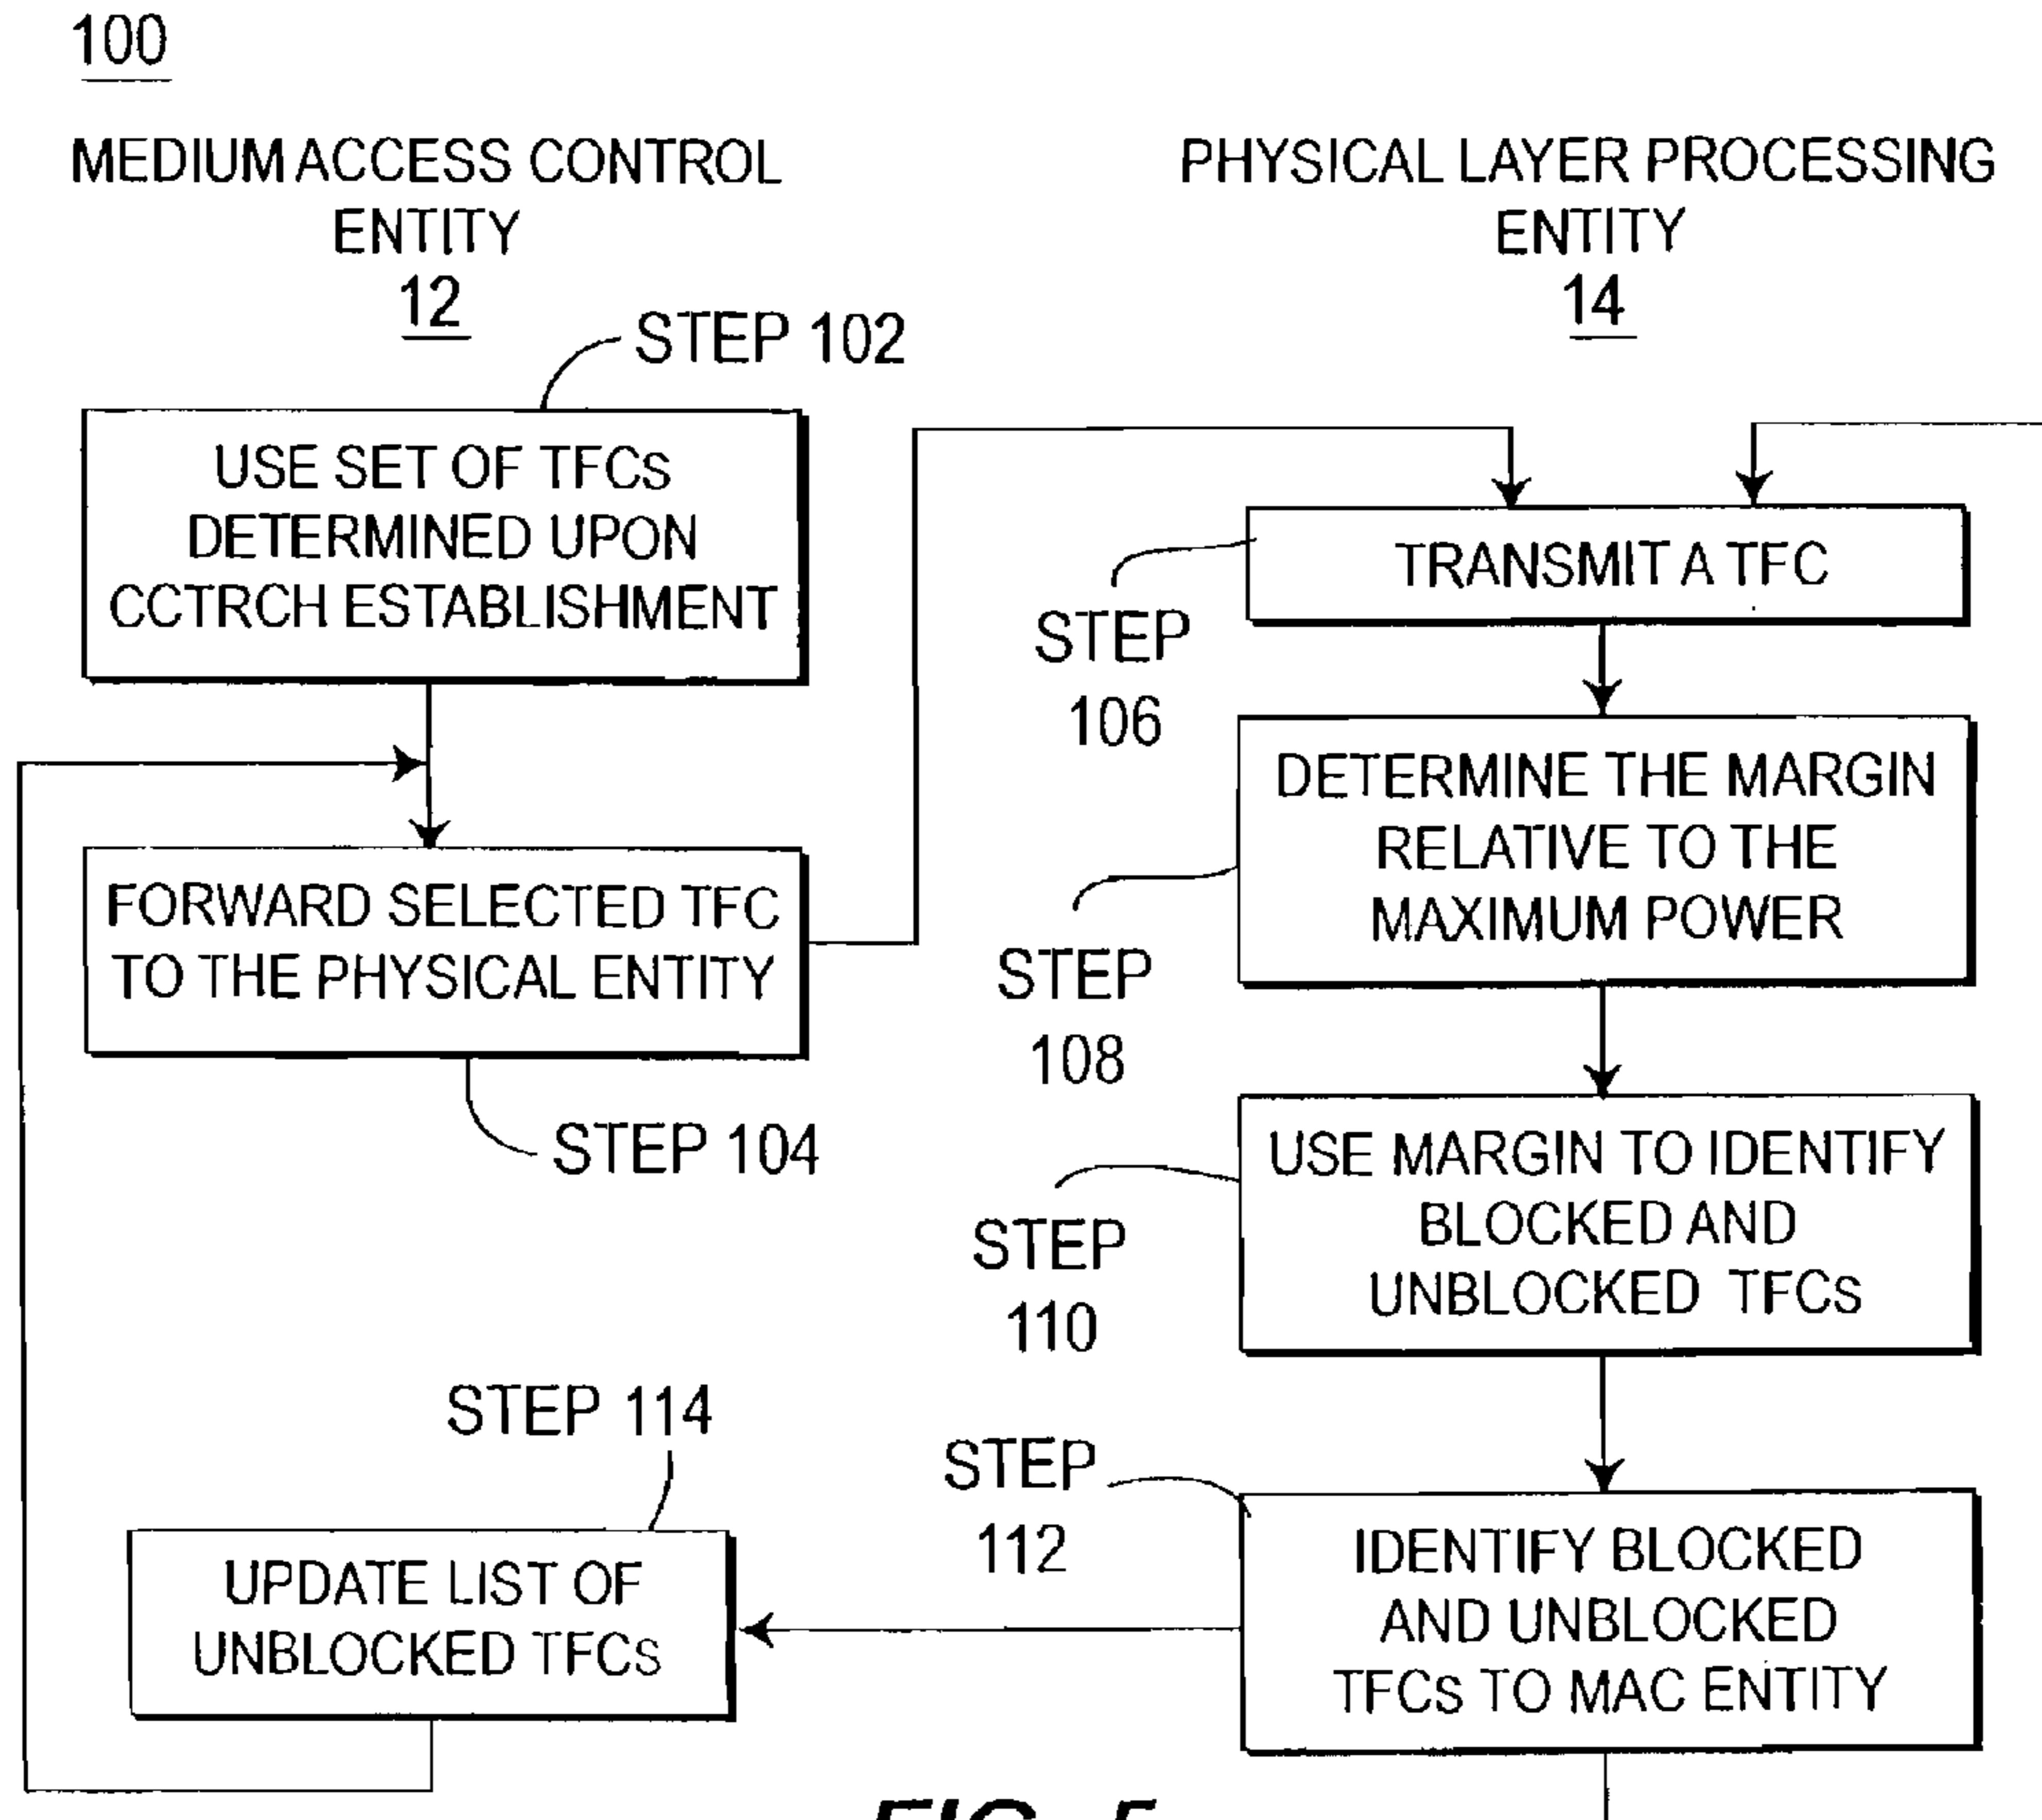 100
MEDIUM ACCESS CONTROL
ENTITY
12
STEP 102
USE SET OF TFCs
DETERMINED UPON
CCTRCH ESTABLISHMENT
FORWARD SELECTED TFC
TO THE PHYSICAL ENTITY
STEP 104
STEP 114
UPDATE LIST OF
UNBLOCKED TFCs
PHYSICAL LAYER PROCESSING
ENTITY
14
TRANSMIT A TFC
STEP
106
DETERMINE THE MARGIN
RELATIVE TO THE
MAXIMUM POWER
STEP
108
USE MARGIN TO IDENTIFY
BLOCKED AND
UNBLOCKED TFCs
STEP
110
STEP
112
IDENTIFY BLOCKED
AND UNBLOCKED
TFCs TO MAC ENTITY